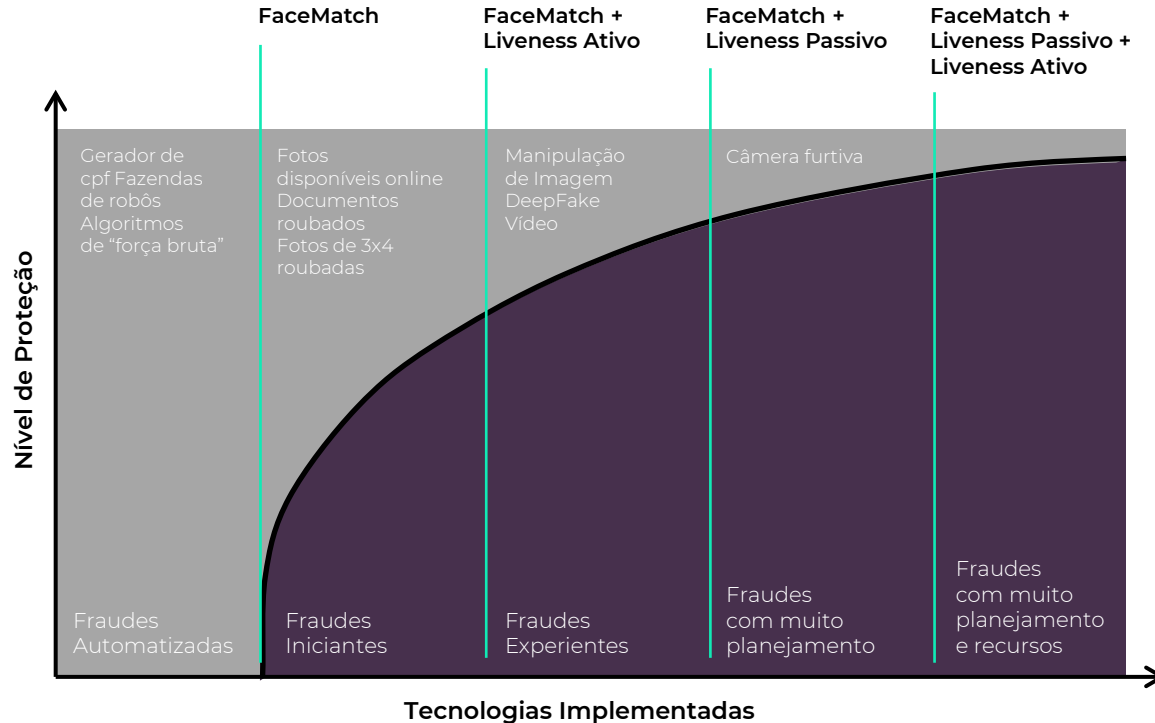 FaceMatch
FaceMatch +
Liveness Ativo
FaceMatch +
Liveness Passivo
FaceMatch +
Liveness Passivo +
Liveness Ativo
Gerador de
cpf Fazendas
de robôs
Algoritmos
de “força bruta”
Fotos
disponíveis online
Documentos
roubados
Fotos de 3x4
roubadas
Manipulação
de Imagem
DeepFake
Vídeo
Câmera furtiva
Nível de Proteção
Fraudes
Automatizadas
Fraudes
Iniciantes
Fraudes
Experientes
Fraudes
com muito
planejamento
Fraudes
com muito
planejamento
e recursos
Tecnologias Implementadas